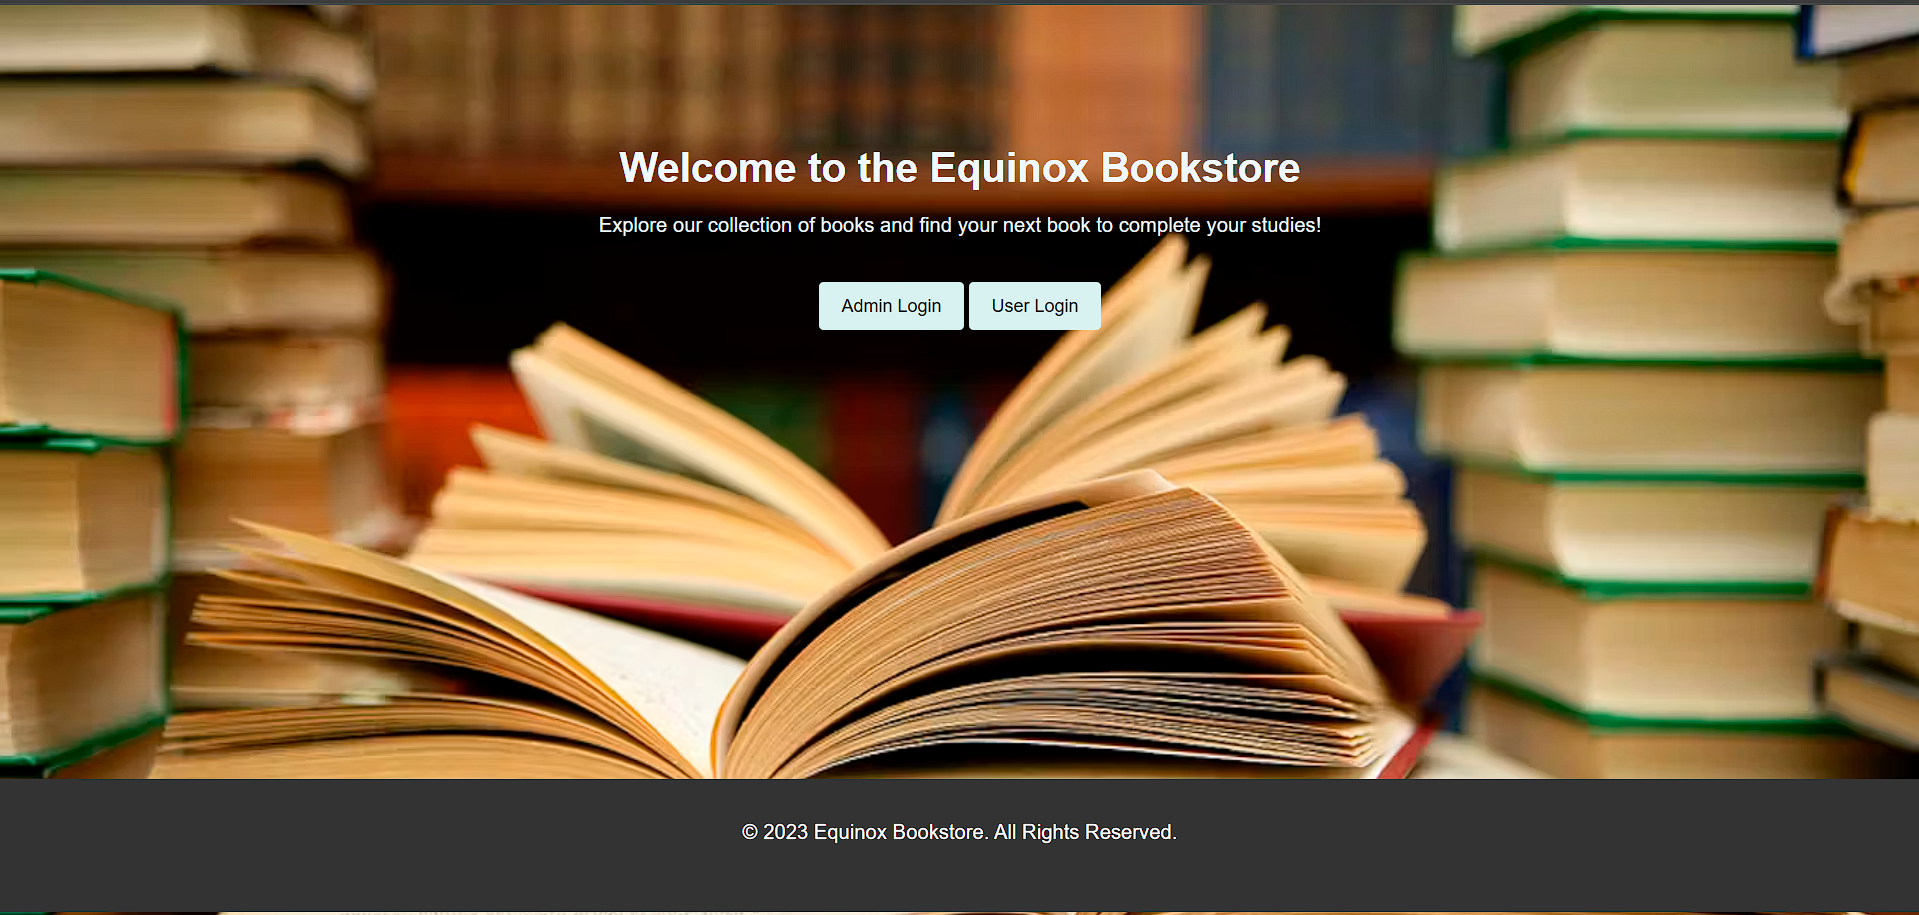 Welcome to the Equinox Bookstore
Explore our collection of books and find your next book to complete your studies!
Admin Login User Login
© 2023 Equinox Bookstore. All Rights Reserved.